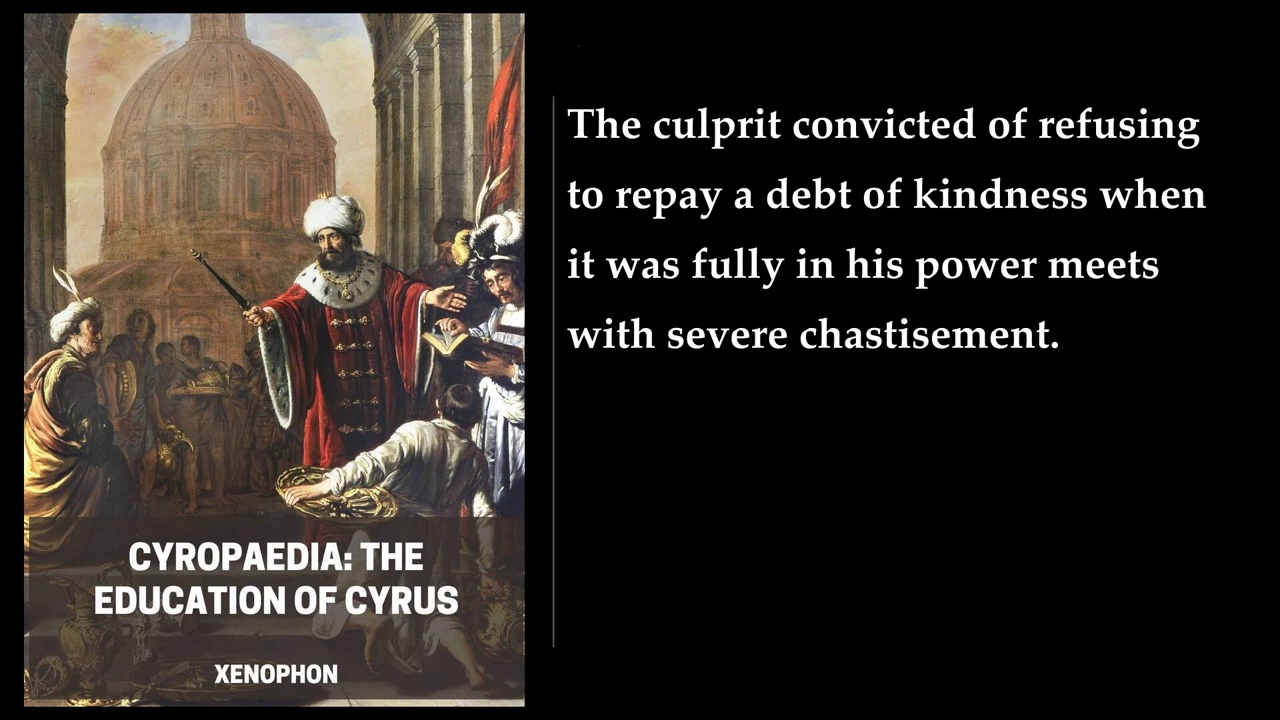 CYROPAEDIA: THE
EDUCATION OF CYRUS
XENOPHON
The culprit convicted of refusing
to repay a debt of kindness when
it was fully in his power meets
with severe chastisement.